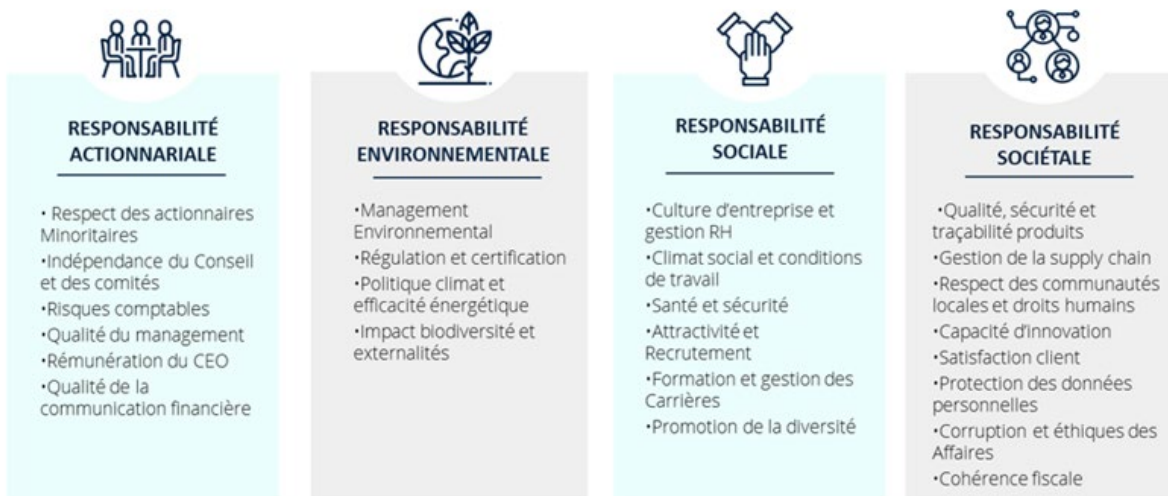 RESPONSABILITÉ
ACTIONNARIALE
• Respect des actionnaires
Minoritaires
•Indépendance du Conseil
et des comités
•Risques comptables
•Qualité du management
•Rémunération du CEO
•Qualité de la
communication financière
RESPONSABILITÉ
ENVIRONNEMENTALE
•Management
Environnemental
•Régulation et certification
•Politique climat et
efficacité énergétique
•Impact biodiversité et
externalités
RESPONSABILITÉ
SOCIALE
•Culture d'entreprise et
gestion RH
•Climat social et conditions
de travail
•Santé et sécurité
•Attractivité et
Recrutement
•Formation et gestion des
Carrières
•Promotion de la diversité
RESPONSABILITÉ
SOCIÉTALE
•Qualité, sécurité et
traçabilité produits
•Gestion de la supply chain
•Respect des communautés
locales et droits humains
•Capacité d'innovation
•Satisfaction client
•Protection des données
personnelles
•Corruption et éthiques des
Affaires
•Cohérence fiscale